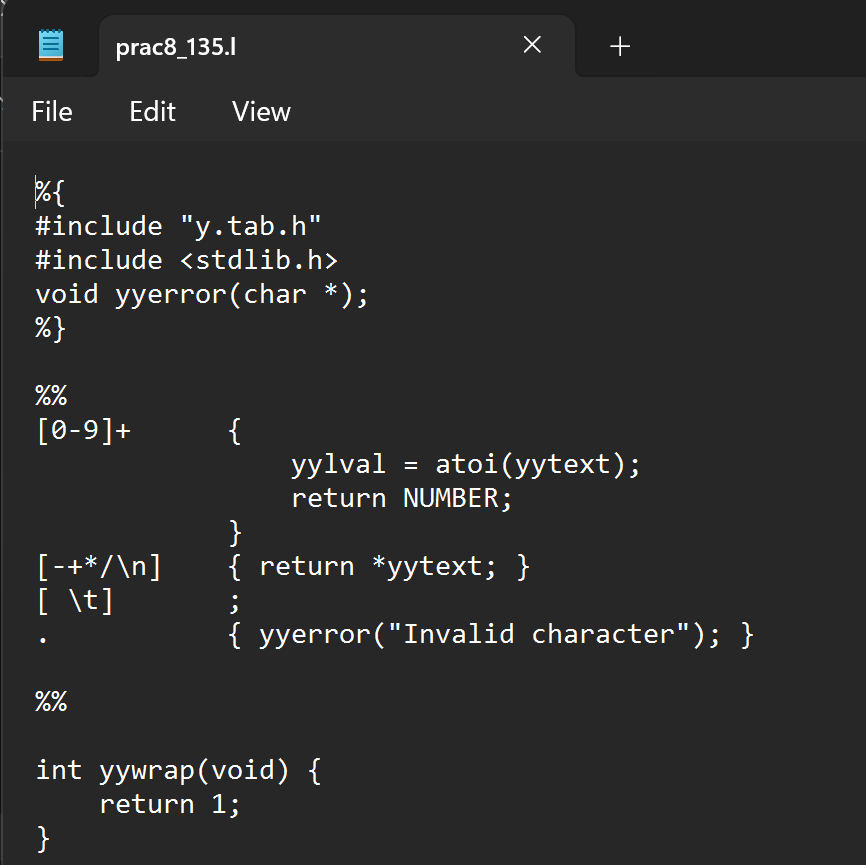 prac8_135.l
File Edit View
%{
#include "y.tab.h"
#include <stdlib.h>
void yyerror(char *);
%}
%%
[0-9]+ {
yylval = atoi(yytext);
return NUMBER;
}
[-+*/\n] { return *yytext; }
[ \t] ;
. { yyerror("Invalid character"); }
%%
int yywrap(void) {
return 1;
}